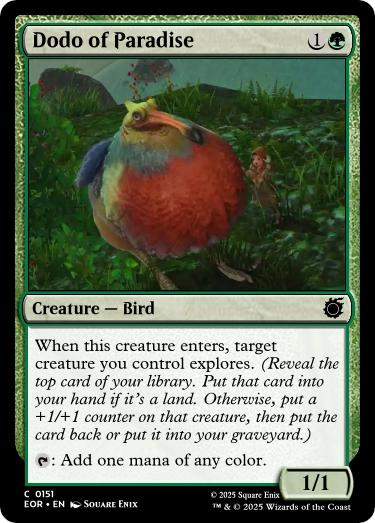 Dodo of Paradise 1
Creature — Bird
When this creature enters, target
creature you control explores. (Reveal the
top card of your library. Put that card into
your hand if it's a land. Otherwise, put a
+1/+1 counter on that creature, then put the
card back or put it into your graveyard.)
: Add one mana of any color.
1/1
C 0151
EOR • EN Square Enix
© 2025 Square Enix
™ & © 2025 Wizards of the Coast